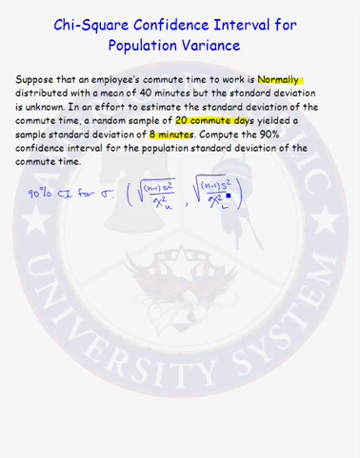 Chi-Square Confidence Interval for
Population Variance
Suppose that an employee's commute time to work is Normally
distributed with a mean of 40 minutes but the standard deviation
is unknown. In an effort to estimate the standard deviation of the
commute time, a random sample of 20 commute days yielded a
sample standard deviation of 8 minutes. Compute the 90%
confidence interval for the population standard deviation of the
commute time.
90% CI for σ. (√((n-1)s²/χ²_U), √((n-1)s²/χ²_L))
UNIVERSITY SYSTEM